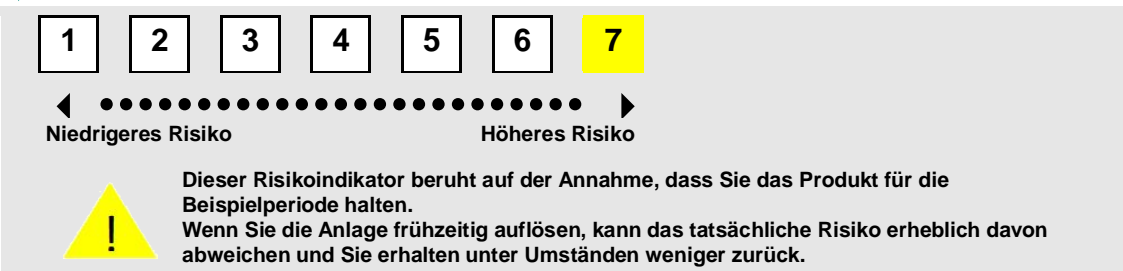 1 2 3 4 5 6 7
Niedrigeres Risiko Höheres Risiko
Dieser Risikoindikator beruht auf der Annahme, dass Sie das Produkt für die
Beispielperiode halten.
!
Wenn Sie die Anlage frühzeitig auflösen, kann das tatsächliche Risiko erheblich davon
abweichen und Sie erhalten unter Umständen weniger zurück.